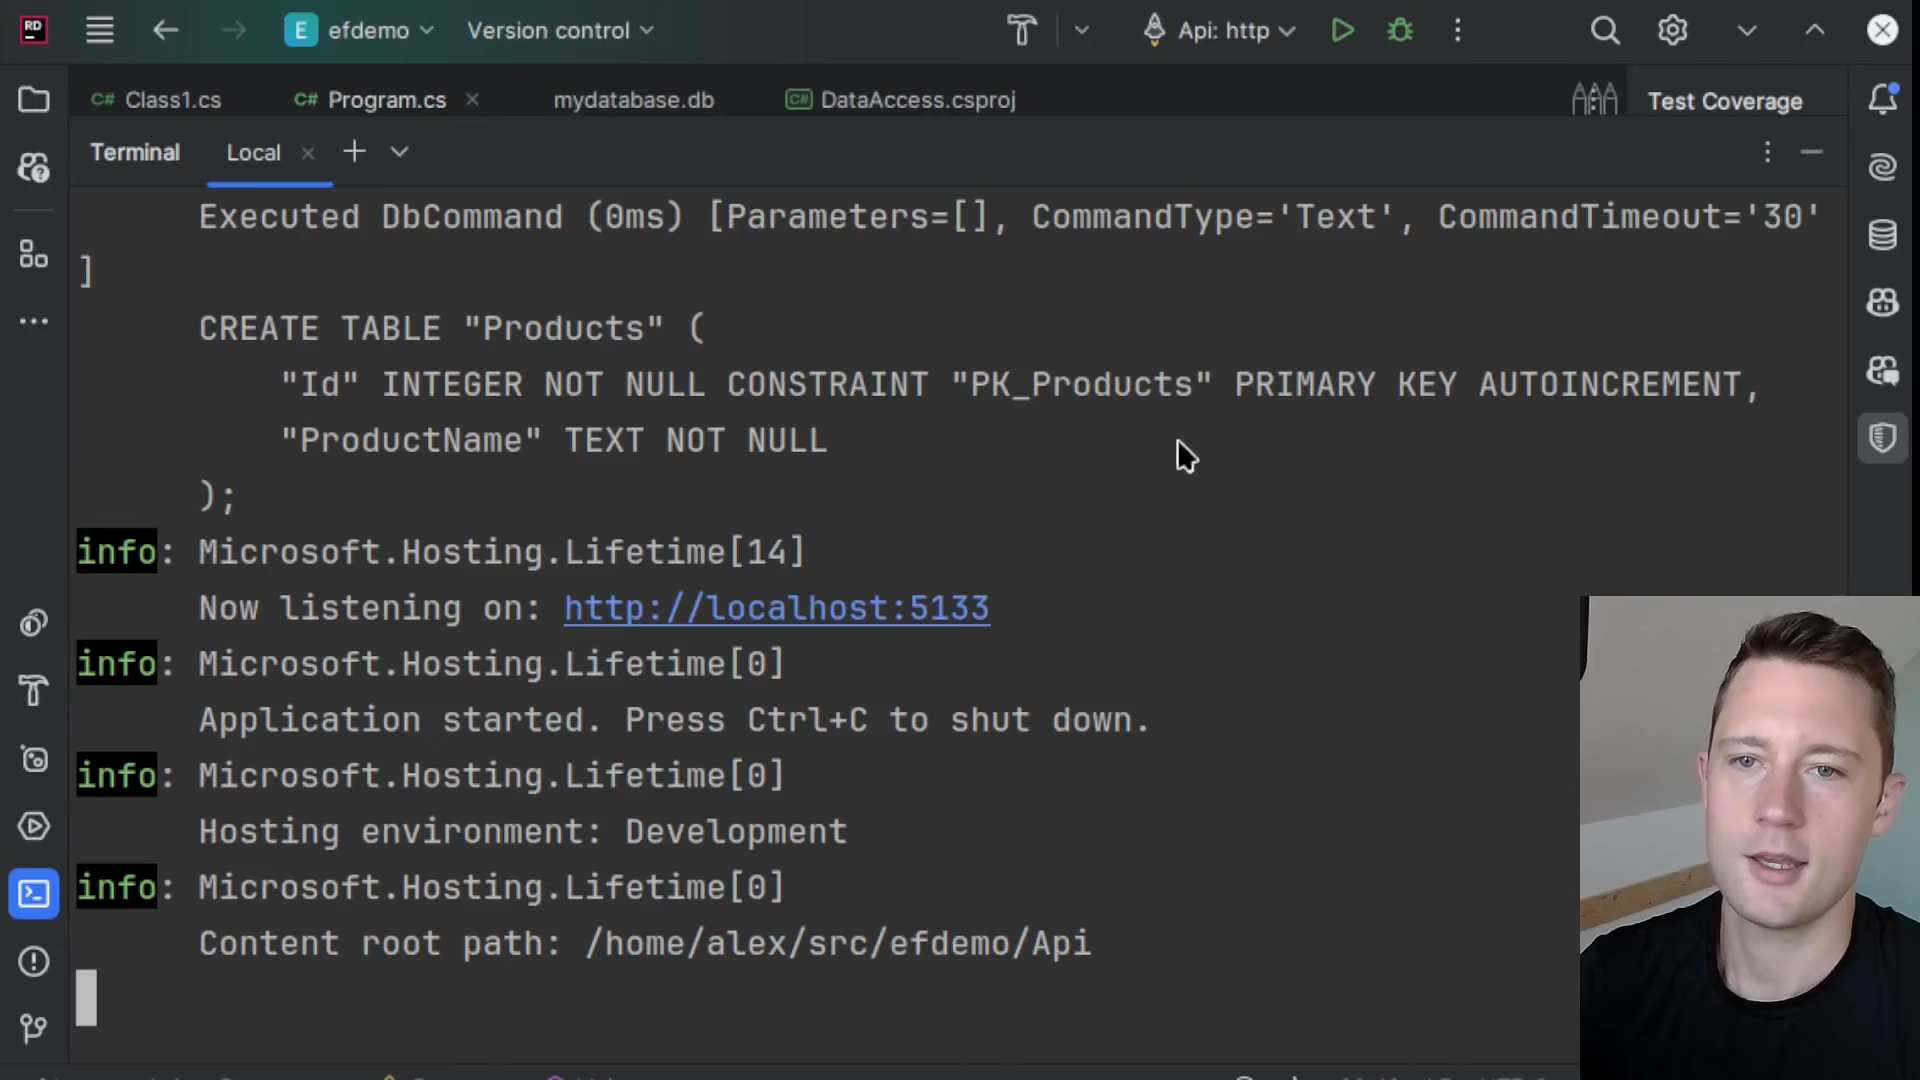 RD
E efdemo
Version control
Api: http
C# Class1.cs
C# Program.cs
mydatabase.db
C# DataAccess.csproj
Test Coverage
Terminal
Local
Executed DbCommand (0ms) [Parameters=[], CommandType='Text', CommandTimeout='30'
]
CREATE TABLE "Products" (
"Id" INTEGER NOT NULL CONSTRAINT "PK_Products" PRIMARY KEY AUTOINCREMENT,
"ProductName" TEXT NOT NULL
);
info: Microsoft.Hosting.Lifetime[14]
Now listening on: http://localhost:5133
info: Microsoft.Hosting.Lifetime[0]
Application started. Press Ctrl+C to shut down.
info: Microsoft.Hosting.Lifetime[0]
Hosting environment: Development
info: Microsoft.Hosting.Lifetime[0]
Content root path: /home/alex/src/efdemo/Api